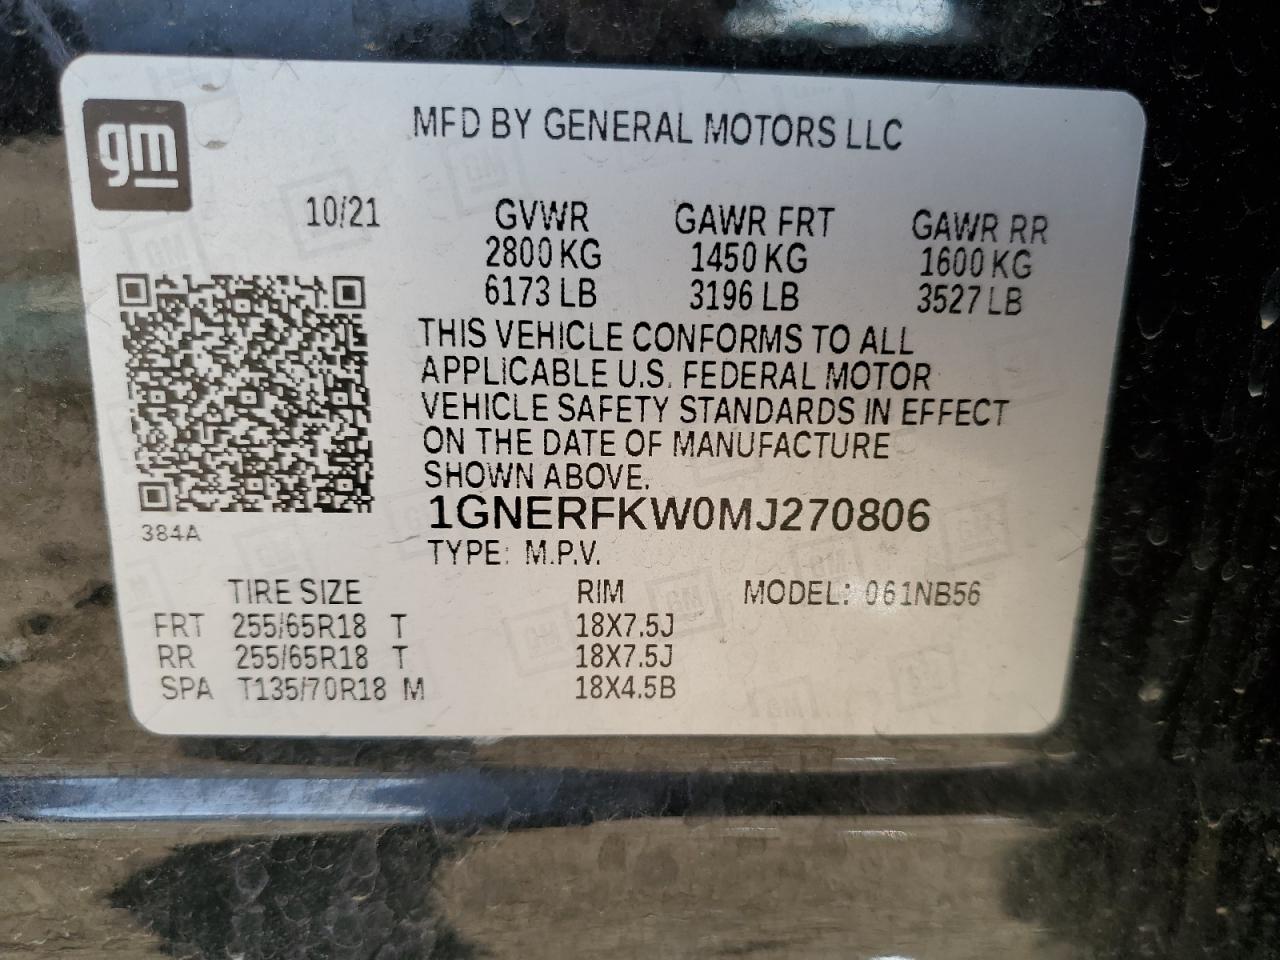 gm
MFD BY GENERAL MOTORS LLC
10/21 GVWR GAWR FRT GAWR RR
2800 KG 1450 KG 1600 KG
6173 LB 3196 LB 3527 LB
THIS VEHICLE CONFORMS TO ALL
APPLICABLE U.S. FEDERAL MOTOR
VEHICLE SAFETY STANDARDS IN EFFECT
ON THE DATE OF MANUFACTURE
SHOWN ABOVE.
1GNERFKW0MJ270806
384A
TYPE: M.P.V.
TIRE SIZE RIM MODEL: 061NB56
FRT 255/65R18 T 18X7.5J
RR 255/65R18 T 18X7.5J
SPA T135/70R18 M 18X4.5B